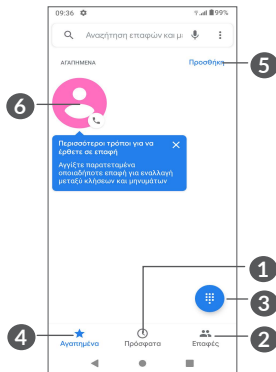 09:36 99%
Αναζήτηση επαφών και μ
ΑΓΑΠΗΜΕΝΑ Προσθήκη
5
6
Περισσότεροι τρόποι για να
έρθετε σε επαφή
Αγγίξτε παρατεταμένα
οποιαδήποτε επαφή για εναλλαγή
μεταξύ κλήσεων και μηνυμάτων
1
3
4
Αγαπημένα Πρόσφατα Επαφές
2